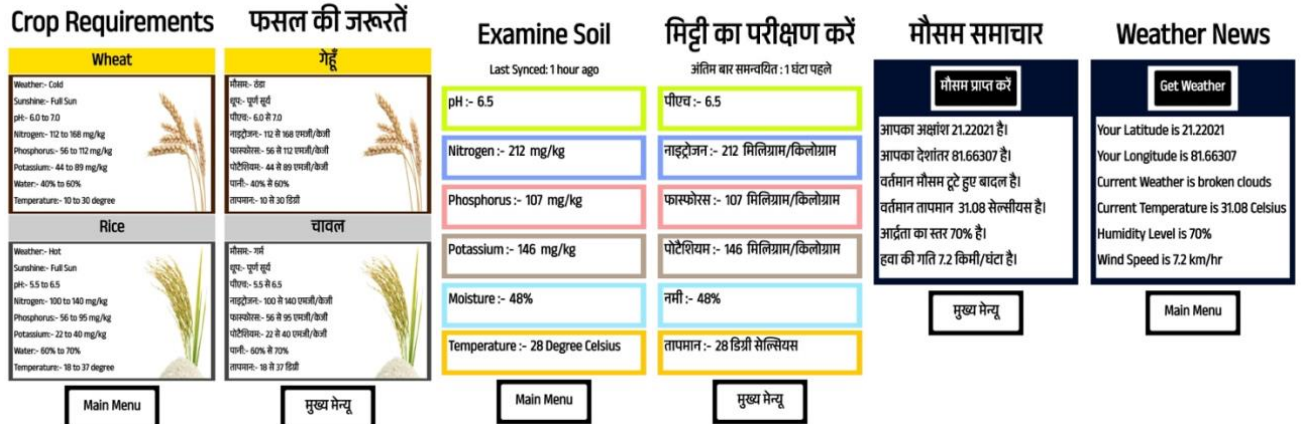 Crop Requirements
Wheat
Weather:- Cold
Sunshine:- Full Sun
pH:- 6.0 to 7.0
Nitrogen:- 112 to 168 mg/kg
Phosphorus:- 56 to 112 mg/kg
Potassium:- 44 to 89 mg/kg
Water:- 40% to 60%
Temperature:- 10 to 30 degree
Rice
Weather:- Hot
Sunshine:- Full Sun
pH:- 5.5 to 6.5
Nitrogen:- 100 to 140 mg/kg
Phosphorus:- 56 to 95 mg/kg
Potassium:- 22 to 40 mg/kg
Water:- 60% to 70%
Temperature:- 18 to 37 degree
Main Menu
फसल की जरूरतें
गेहूँ
मौसम:- ठंडा
धूप:- पूर्ण सूर्य
पीएच:- 6.0 से 7.0
नाइट्रोजन:- 112 से 168 एमजी/केजी
फास्फोरस:- 56 से 112 एमजी/केजी
पोटैशियम:- 44 से 89 एमजी/केजी
पानी:- 40% से 60%
तापमान:- 10 से 30 डिग्री
चावल
मौसम:- गर्म
धूप:- पूर्ण सूर्य
पीएच:- 5.5 से 6.5
नाइट्रोजन:- 100 से 140 एमजी/केजी
फास्फोरस:- 56 से 95 एमजी/केजी
पोटैशियम:- 22 से 40 एमजी/केजी
पानी:- 60% से 70%
तापमान:- 18 से 37 डिग्री
मुख्य मेन्यू
Examine Soil
Last Synced: 1 hour ago
pH :- 6.5
Nitrogen :- 212 mg/kg
Phosphorus :- 107 mg/kg
Potassium :- 146 mg/kg
Moisture :- 48%
Temperature :- 28 Degree Celsius
Main Menu
मिट्टी का परीक्षण करें
अंतिम बार समन्वयित : 1 घंटा पहले
पीएच :- 6.5
नाइट्रोजन :- 212 मिलिग्राम/किलोग्राम
फास्फोरस :- 107 मिलिग्राम/किलोग्राम
पोटैशियम :- 146 मिलिग्राम/किलोग्राम
नमी :- 48%
तापमान :- 28 डिग्री सेल्सियस
मुख्य मेन्यू
मौसम समाचार
मौसम प्राप्त करें
आपका अक्षांश 21.22021 है।
आपका देशांतर 81.66307 है।
वर्तमान मौसम टूटे हुए बादल है।
वर्तमान तापमान 31.08 सेल्सीयस है।
आर्द्रता का स्तर 70% है।
हवा की गति 7.2 किमी/घंटा है।
मुख्य मेन्यू
Weather News
Get Weather
Your Latitude is 21.22021
Your Longitude is 81.66307
Current Weather is broken clouds
Current Temperature is 31.08 Celsius
Humidity Level is 70%
Wind Speed is 7.2 km/hr
Main Menu